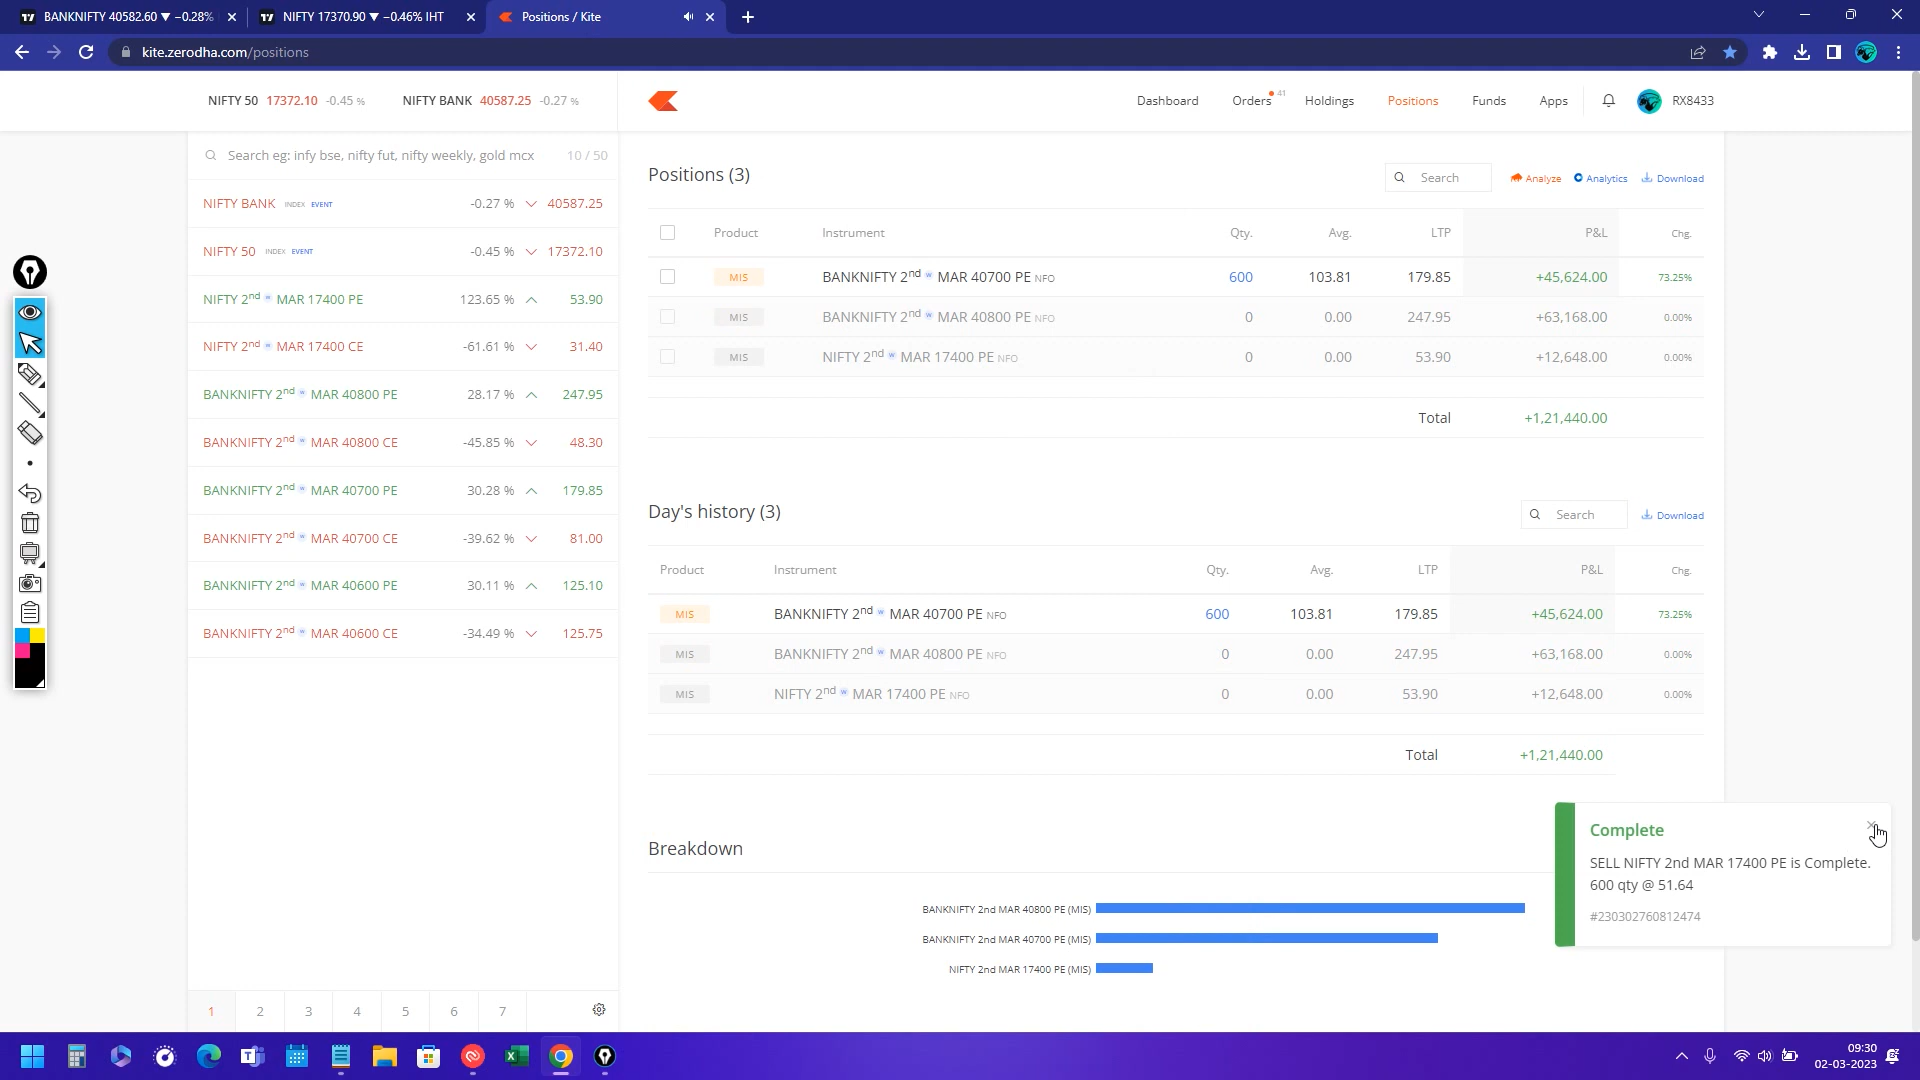 BANKNIFTY 40582.60 ▼ −0.28%
NIFTY 17370.90 ▼ −0.46% IHT
Positions / Kite
kite.zerodha.com/positions
NIFTY 50 17372.10 -0.45 %
NIFTY BANK 40587.25 -0.27 %
Dashboard Orders 41 Holdings Positions Funds Apps RX8433
Search eg: infy bse, nifty fut, nifty weekly, gold mcx 10 / 50
NIFTY BANK INDEX EVENT -0.27 % 40587.25
NIFTY 50 INDEX EVENT -0.45 % 17372.10
NIFTY 2nd w MAR 17400 PE 123.65 % 53.90
NIFTY 2nd w MAR 17400 CE -61.61 % 31.40
BANKNIFTY 2nd w MAR 40800 PE 28.17 % 247.95
BANKNIFTY 2nd w MAR 40800 CE -45.85 % 48.30
BANKNIFTY 2nd w MAR 40700 PE 30.28 % 179.85
BANKNIFTY 2nd w MAR 40700 CE -39.62 % 81.00
BANKNIFTY 2nd w MAR 40600 PE 30.11 % 125.10
BANKNIFTY 2nd w MAR 40600 CE -34.49 % 125.75
1 2 3 4 5 6 7
Positions (3)
Search Analyze Analytics Download
Product Instrument Qty. Avg. LTP P&L Chg.
MIS BANKNIFTY 2nd w MAR 40700 PE NFO 600 103.81 179.85 +45,624.00 73.25%
MIS BANKNIFTY 2nd w MAR 40800 PE NFO 0 0.00 247.95 +63,168.00 0.00%
MIS NIFTY 2nd w MAR 17400 PE NFO 0 0.00 53.90 +12,648.00 0.00%
Total +1,21,440.00
Day's history (3)
Search Download
Product Instrument Qty. Avg. LTP P&L Chg.
MIS BANKNIFTY 2nd w MAR 40700 PE NFO 600 103.81 179.85 +45,624.00 73.25%
MIS BANKNIFTY 2nd w MAR 40800 PE NFO 0 0.00 247.95 +63,168.00 0.00%
MIS NIFTY 2nd w MAR 17400 PE NFO 0 0.00 53.90 +12,648.00 0.00%
Total +1,21,440.00
Breakdown
BANKNIFTY 2nd MAR 40800 PE (MIS)
BANKNIFTY 2nd MAR 40700 PE (MIS)
NIFTY 2nd MAR 17400 PE (MIS)
Complete
SELL NIFTY 2nd MAR 17400 PE is Complete.
600 qty @ 51.64
#230302760812474
09:30
02-03-2023